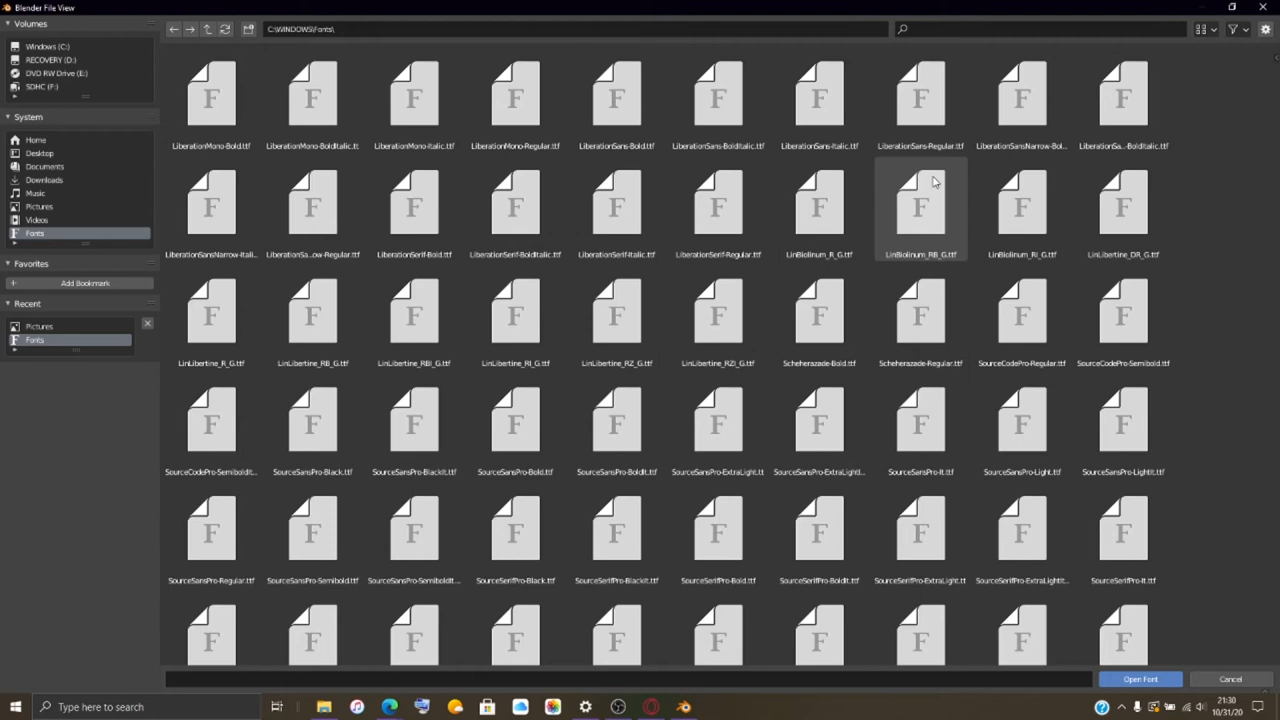 Blender File View
Volumes
Windows (C:)
RECOVERY (D:)
DVD RW Drive (E:)
SDHC (F:)
System
Home
Desktop
Documents
Downloads
Music
Pictures
Videos
Fonts
Favorites
Add Bookmark
Recent
Pictures
Fonts
C:\WINDOWS\Fonts\
LiberationMono-Bold.ttf LiberationMono-BoldItalic.tt LiberationMono-Italic.ttf LiberationMono-Regular.ttf LiberationSans-Bold.ttf LiberationSans-BoldItalic.ttf LiberationSans-Italic.ttf LiberationSans-Regular.ttf LiberationSansNarrow-Bol... LiberationSa...-BoldItalic.ttf
LiberationSansNarrow-Itali... LiberationSa...ow-Regular.ttf LiberationSerif-Bold.ttf LiberationSerif-BoldItalic.ttf LiberationSerif-Italic.ttf LiberationSerif-Regular.ttf LinBiolinum_R_G.ttf LinBiolinum_RB_G.ttf LinBiolinum_RI_G.ttf LinLibertine_DR_G.ttf
LinLibertine_R_G.ttf LinLibertine_RB_G.ttf LinLibertine_RBI_G.ttf LinLibertine_RI_G.ttf LinLibertine_RZ_G.ttf LinLibertine_RZI_G.ttf Scheherazade-Bold.ttf Scheherazade-Regular.ttf SourceCodePro-Regular.ttf SourceCodePro-Semibold.ttf
SourceCodePro-SemiboldIt... SourceSansPro-Black.ttf SourceSansPro-BlackIt.ttf SourceSansPro-Bold.ttf SourceSansPro-BoldIt.ttf SourceSansPro-ExtraLight.tt SourceSansPro-ExtraLightI... SourceSansPro-It.ttf SourceSansPro-Light.ttf SourceSansPro-LightIt.ttf
SourceSansPro-Regular.ttf SourceSansPro-Semibold.ttf SourceSansPro-SemiboldIt... SourceSerifPro-Black.ttf SourceSerifPro-BlackIt.ttf SourceSerifPro-Bold.ttf SourceSerifPro-BoldIt.ttf SourceSerifPro-ExtraLight.tt SourceSerifPro-ExtraLightIt... SourceSerifPro-It.ttf
Open Font
Cancel
Type here to search
21:30
10/31/20